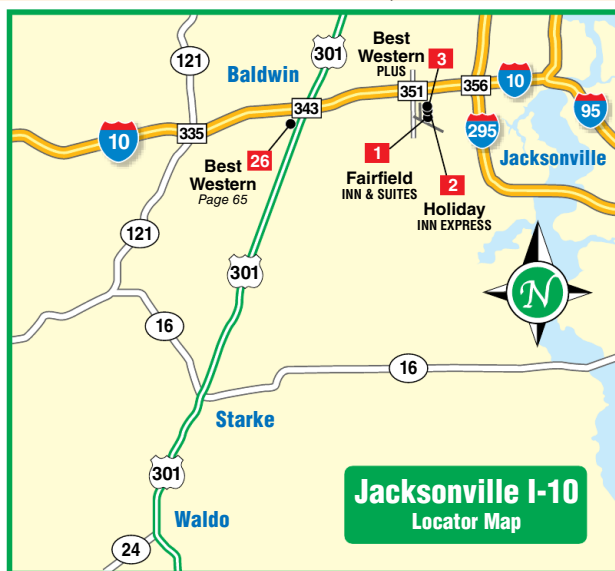 301
121
Baldwin
Best
Western
PLUS
3
351
356
10
343
335
10
95
295
1
Jacksonville
26
Best
Western
Page 65
Fairfield
INN & SUITES
2
Holiday
INN EXPRESS
121
301
N
16
16
Starke
301
Waldo
24
Jacksonville I-10
Locator Map